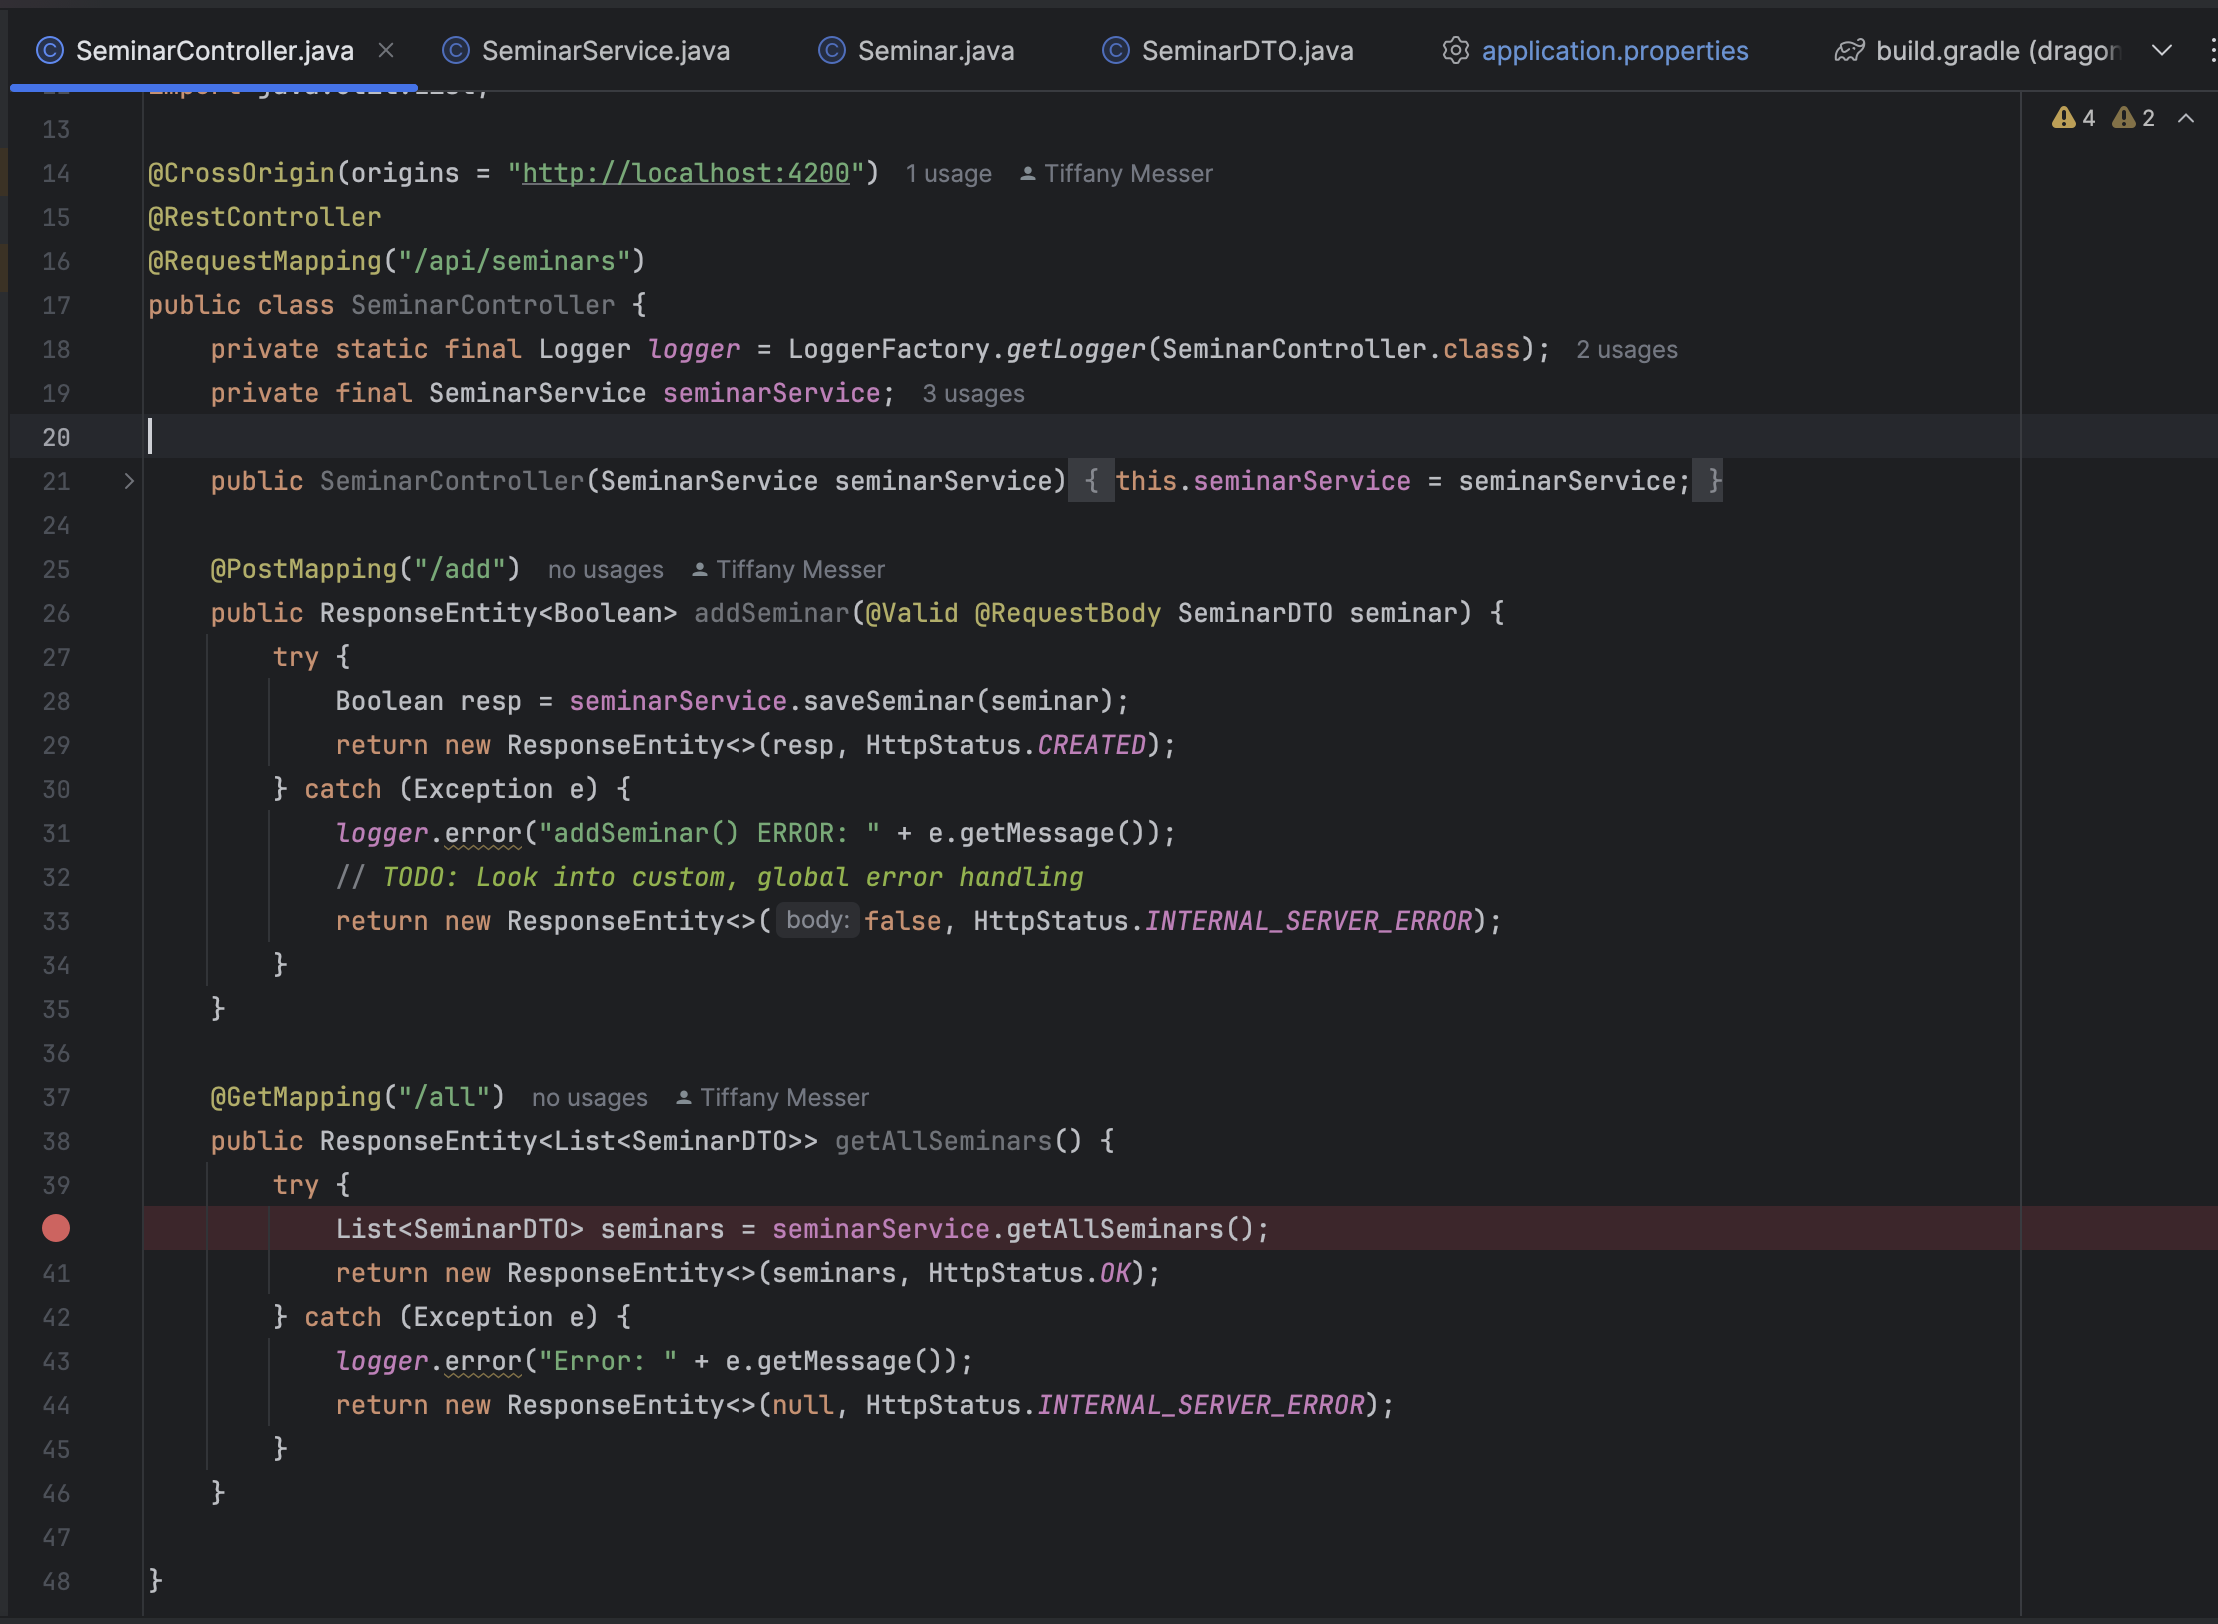 SeminarController.java SeminarService.java Seminar.java SeminarDTO.java application.properties build.gradle (dragon
4 2
13
14 @CrossOrigin(origins = "http://localhost:4200") 1 usage Tiffany Messer
15 @RestController
16 @RequestMapping("/api/seminars")
17 public class SeminarController {
18 private static final Logger logger = LoggerFactory.getLogger(SeminarController.class); 2 usages
19 private final SeminarService seminarService; 3 usages
20
21 public SeminarController(SeminarService seminarService) { this.seminarService = seminarService; }
24
25 @PostMapping("/add") no usages Tiffany Messer
26 public ResponseEntity<Boolean> addSeminar(@Valid @RequestBody SeminarDTO seminar) {
27 try {
28 Boolean resp = seminarService.saveSeminar(seminar);
29 return new ResponseEntity<>(resp, HttpStatus.CREATED);
30 } catch (Exception e) {
31 logger.error("addSeminar() ERROR: " + e.getMessage());
32 // TODO: Look into custom, global error handling
33 return new ResponseEntity<>( body: false, HttpStatus.INTERNAL_SERVER_ERROR);
34 }
35 }
36
37 @GetMapping("/all") no usages Tiffany Messer
38 public ResponseEntity<List<SeminarDTO>> getAllSeminars() {
39 try {
List<SeminarDTO> seminars = seminarService.getAllSeminars();
41 return new ResponseEntity<>(seminars, HttpStatus.OK);
42 } catch (Exception e) {
43 logger.error("Error: " + e.getMessage());
44 return new ResponseEntity<>(null, HttpStatus.INTERNAL_SERVER_ERROR);
45 }
46 }
47
48 }